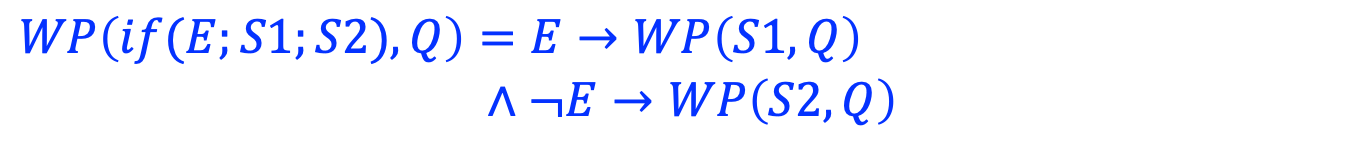 WP(if(E;S1;S2),Q) = E → WP(S1,Q)
∧ ¬E → WP(S2,Q)